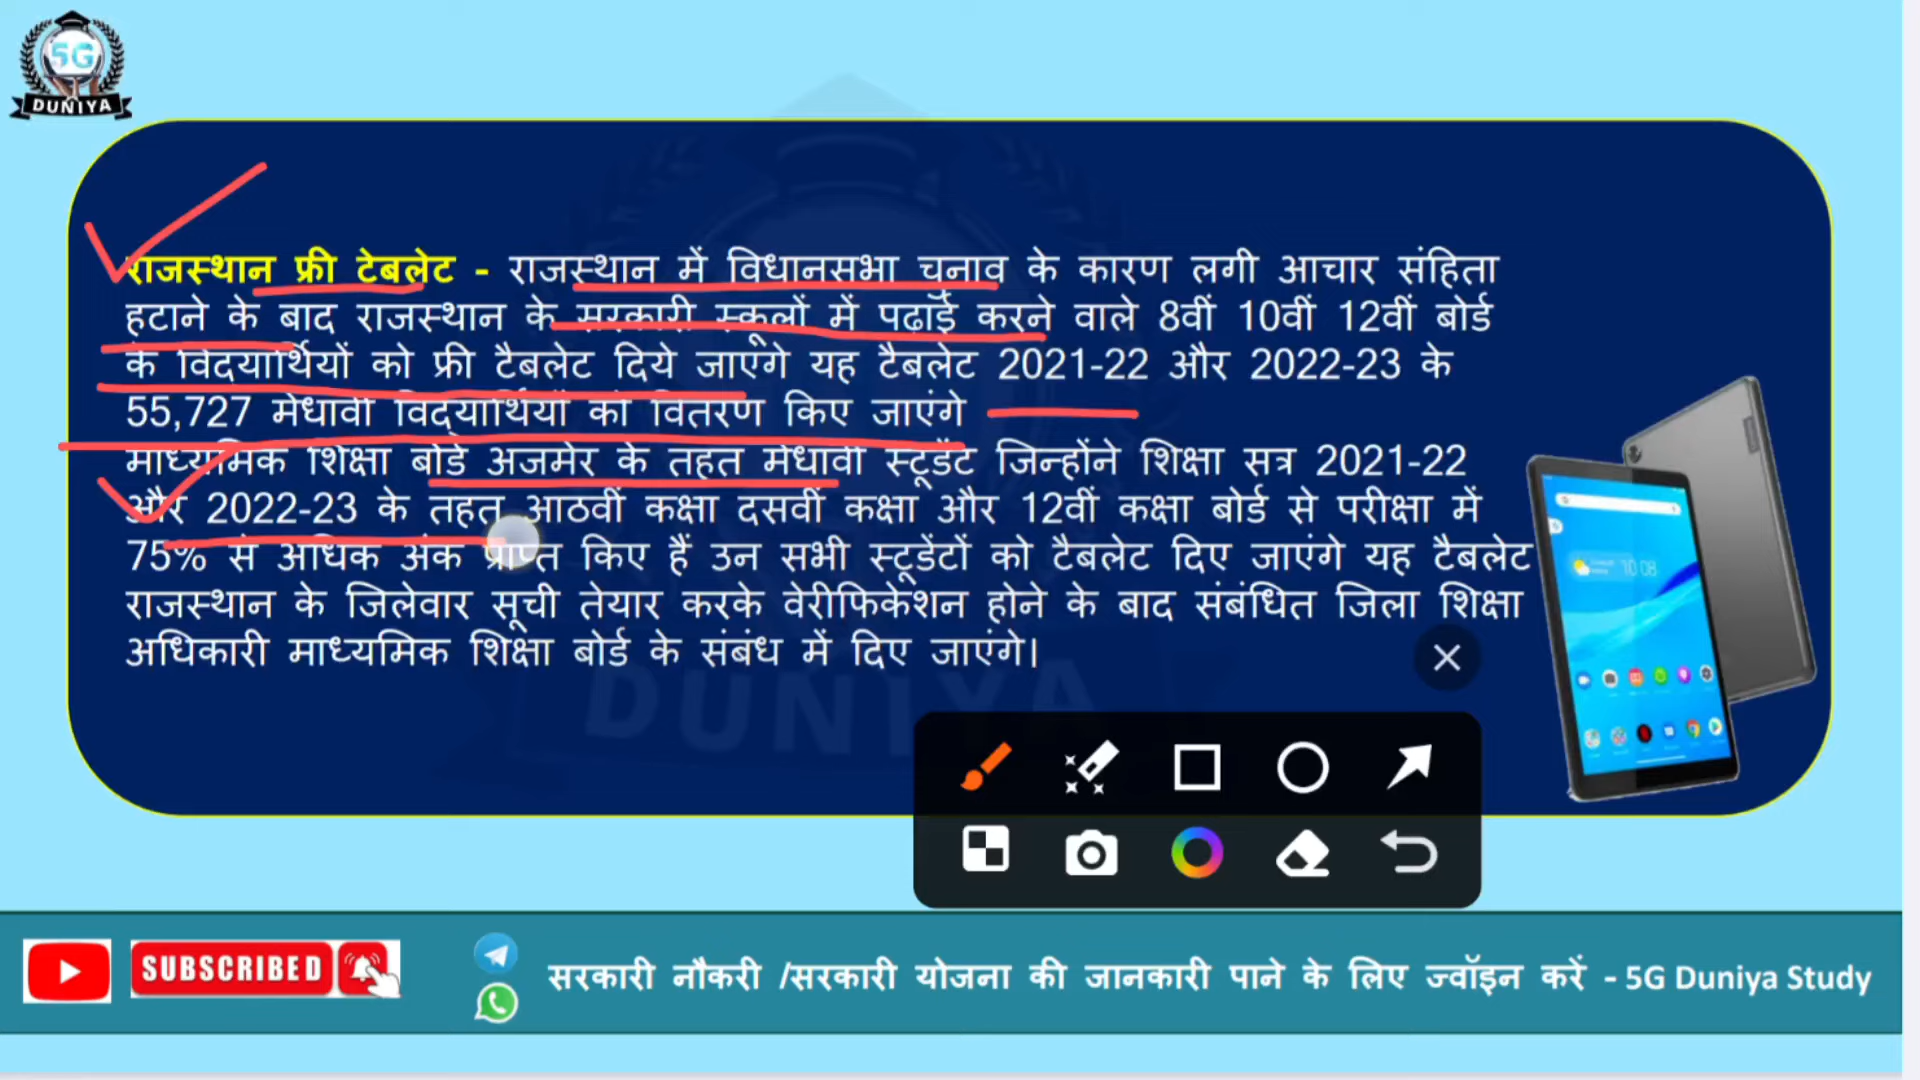 5G
DUNIYA
राजस्थान फ्री टेबलेट - राजस्थान में विधानसभा चुनाव के कारण लगी आचार संहिता
हटाने के बाद राजस्थान के सरकारी स्कूलों में पढाई करने वाले 8वीं 10वीं 12वीं बोर्ड
के विद्यार्थियों को फ्री टैबलेट दिये जाएंगे यह टैबलेट 2021-22 और 2022-23 के
55,727 मेधावी विद्यार्थियों को वितरण किए जाएंगे
माध्यमिक शिक्षा बोर्ड अजमेर के तहत मेधावी स्टूडेंट जिन्होंने शिक्षा सत्र 2021-22
और 2022-23 के तहत आठवीं कक्षा दसवीं कक्षा और 12वीं कक्षा बोर्ड से परीक्षा में
75% से अधिक अंक प्राप्त किए हैं उन सभी स्टूडेंटों को टैबलेट दिए जाएंगे यह टैबलेट
राजस्थान के जिलेवार सूची तेयार करके वेरीफिकेशन होने के बाद संबंधित जिला शिक्षा
अधिकारी माध्यमिक शिक्षा बोर्ड के संबंध में दिए जाएंगे।
DUNIYA
10:08
SUBSCRIBED
सरकारी नौकरी /सरकारी योजना की जानकारी पाने के लिए ज्वॉइन करें - 5G Duniya Study